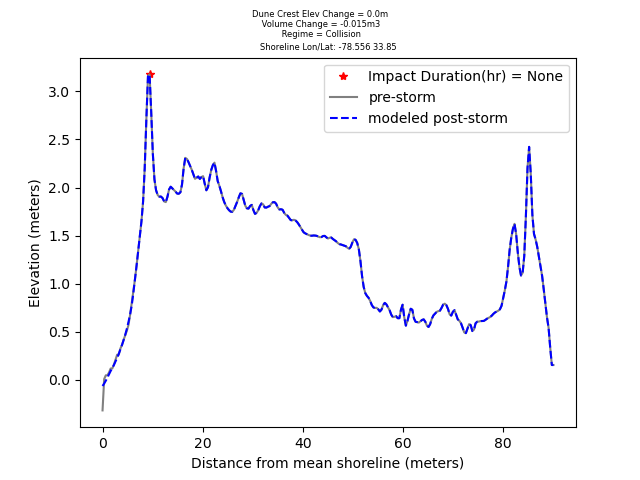 Dune Crest Elev Change = 0.0m
Volume Change = -0.015m3
Regime = Collision
Shoreline Lon/Lat: -78.556 33.85
Impact Duration(hr) = None
pre-storm
modeled post-storm
3.0
2.5
2.0
1.5
1.0
0.5
0.0
Elevation (meters)
0 20 40 60 80
Distance from mean shoreline (meters)